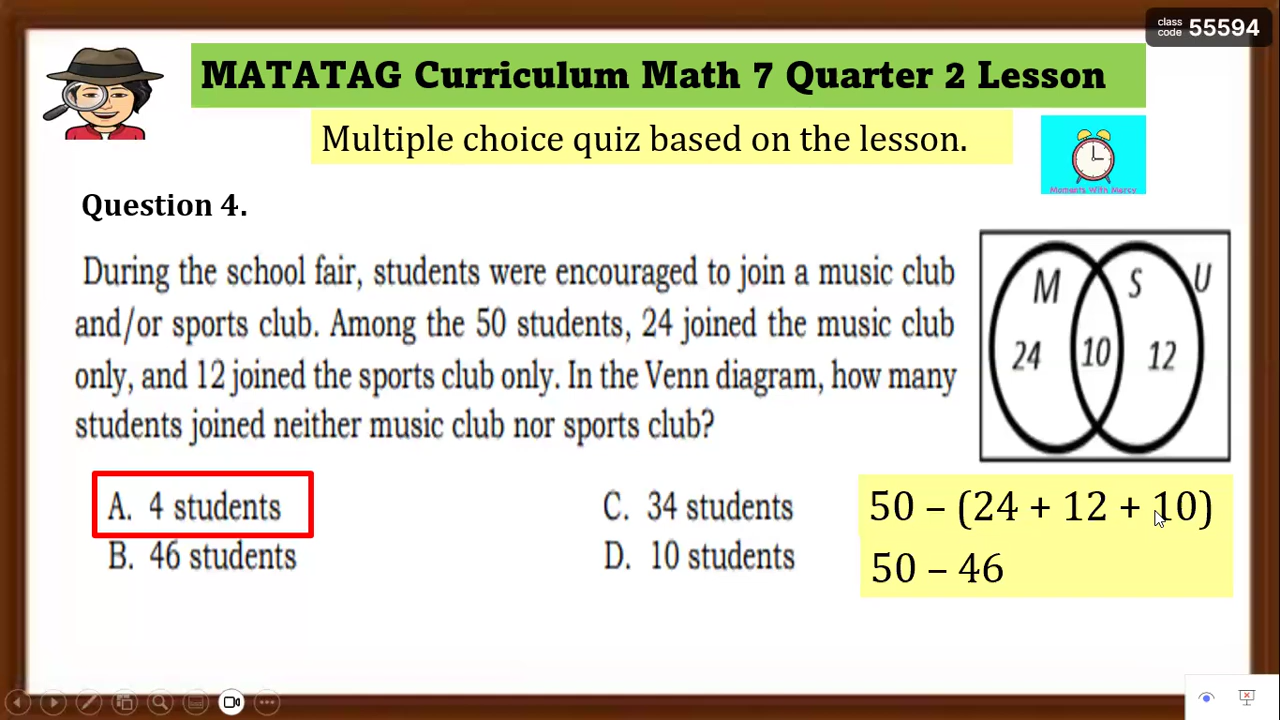 class code 55594
MATATAG Curriculum Math 7 Quarter 2 Lesson
Multiple choice quiz based on the lesson.
Moments With Mercy
Question 4.
During the school fair, students were encouraged to join a music club
and/or sports club. Among the 50 students, 24 joined the music club
only, and 12 joined the sports club only. In the Venn diagram, how many
students joined neither music club nor sports club?
M S U
24 10 12
A. 4 students
B. 46 students
C. 34 students
D. 10 students
50 – (24 + 12 + 10)
50 – 46